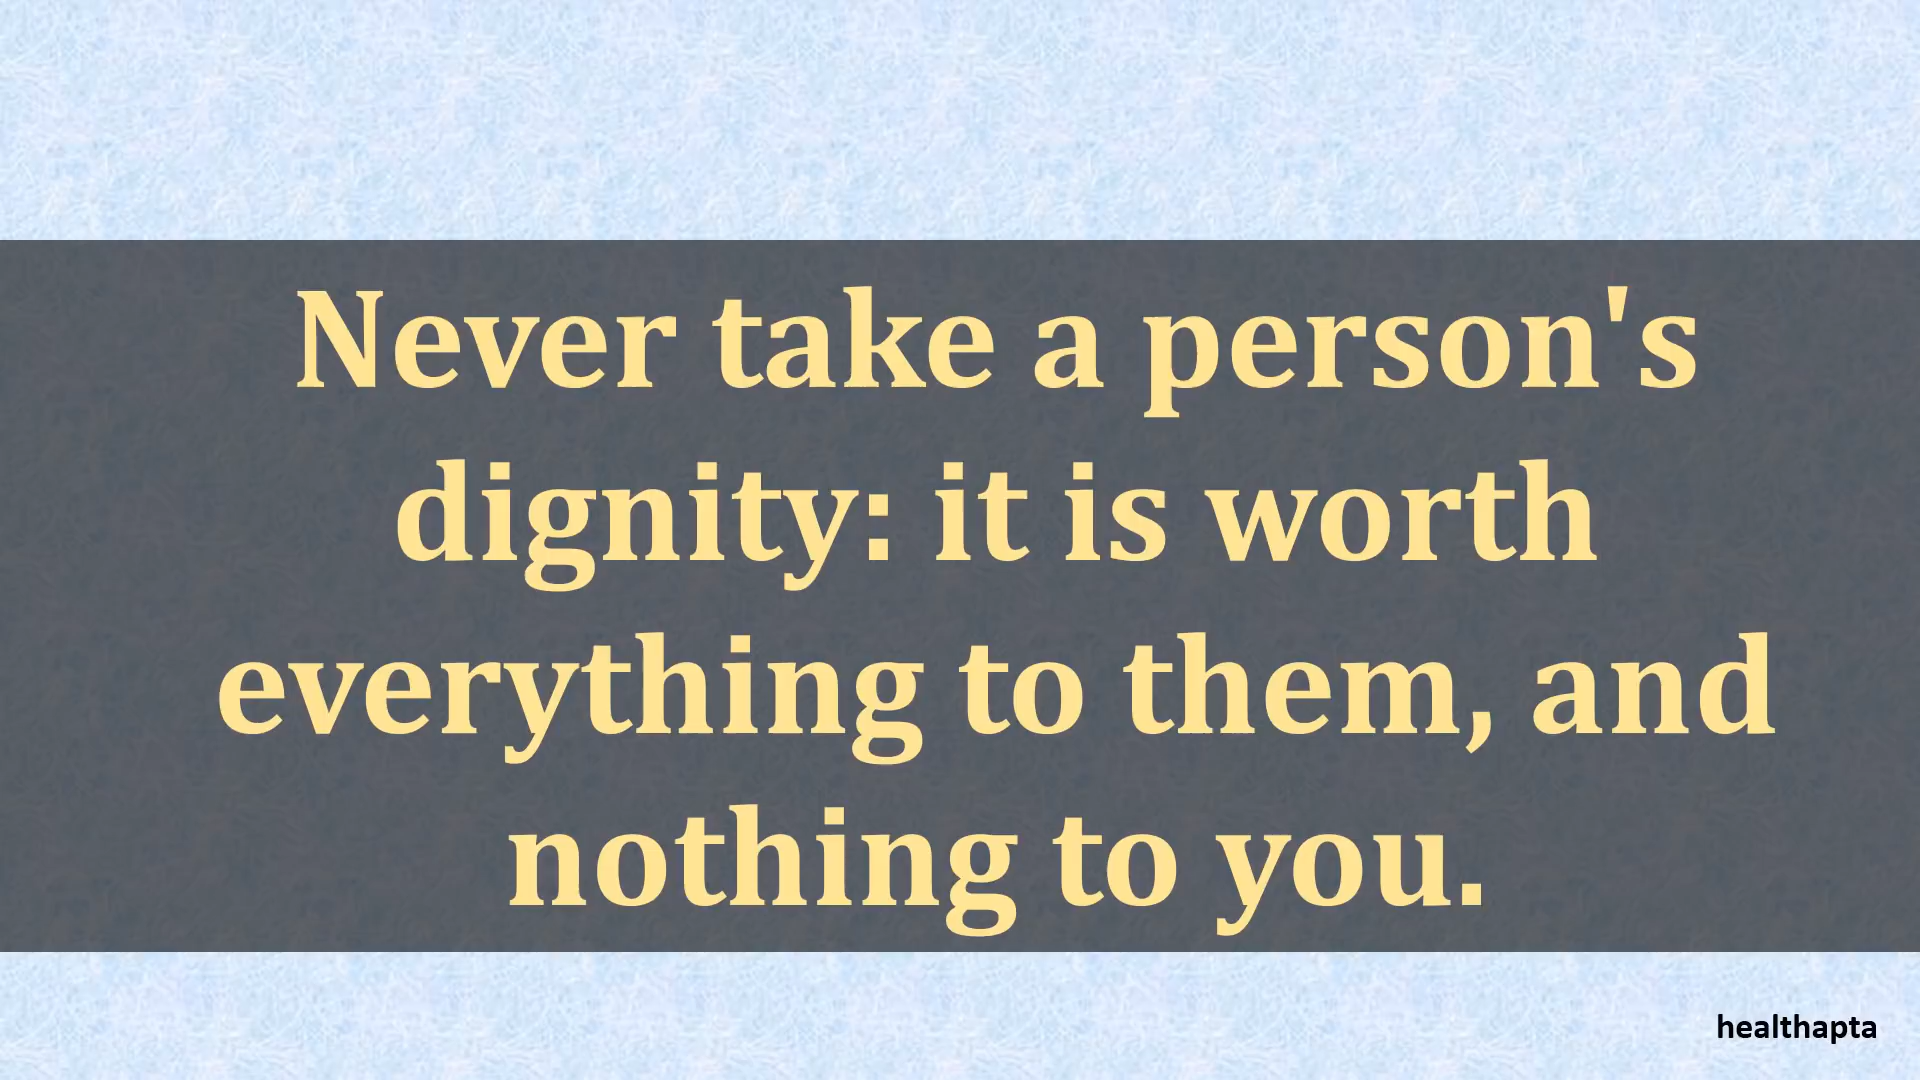 Never take a person's
dignity: it is worth
everything to them, and
nothing to you.
healthapta